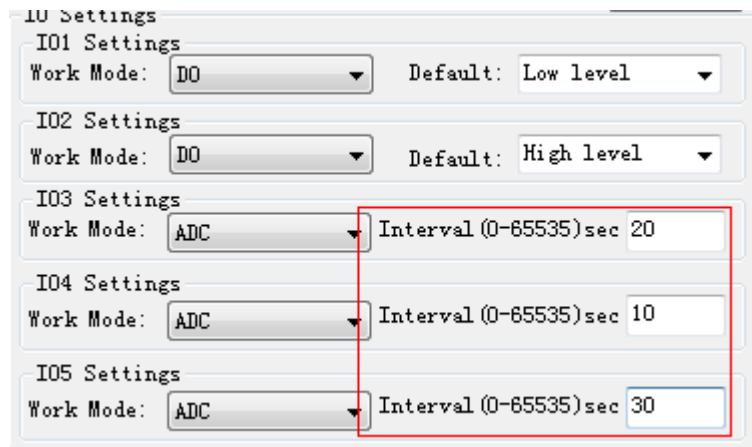 IO Settings
IO1 Settings
Work Mode: DO Default: Low level
IO2 Settings
Work Mode: DO Default: High level
IO3 Settings
Work Mode: ADC Interval(0-65535)sec 20
IO4 Settings
Work Mode: ADC Interval(0-65535)sec 10
IO5 Settings
Work Mode: ADC Interval(0-65535)sec 30